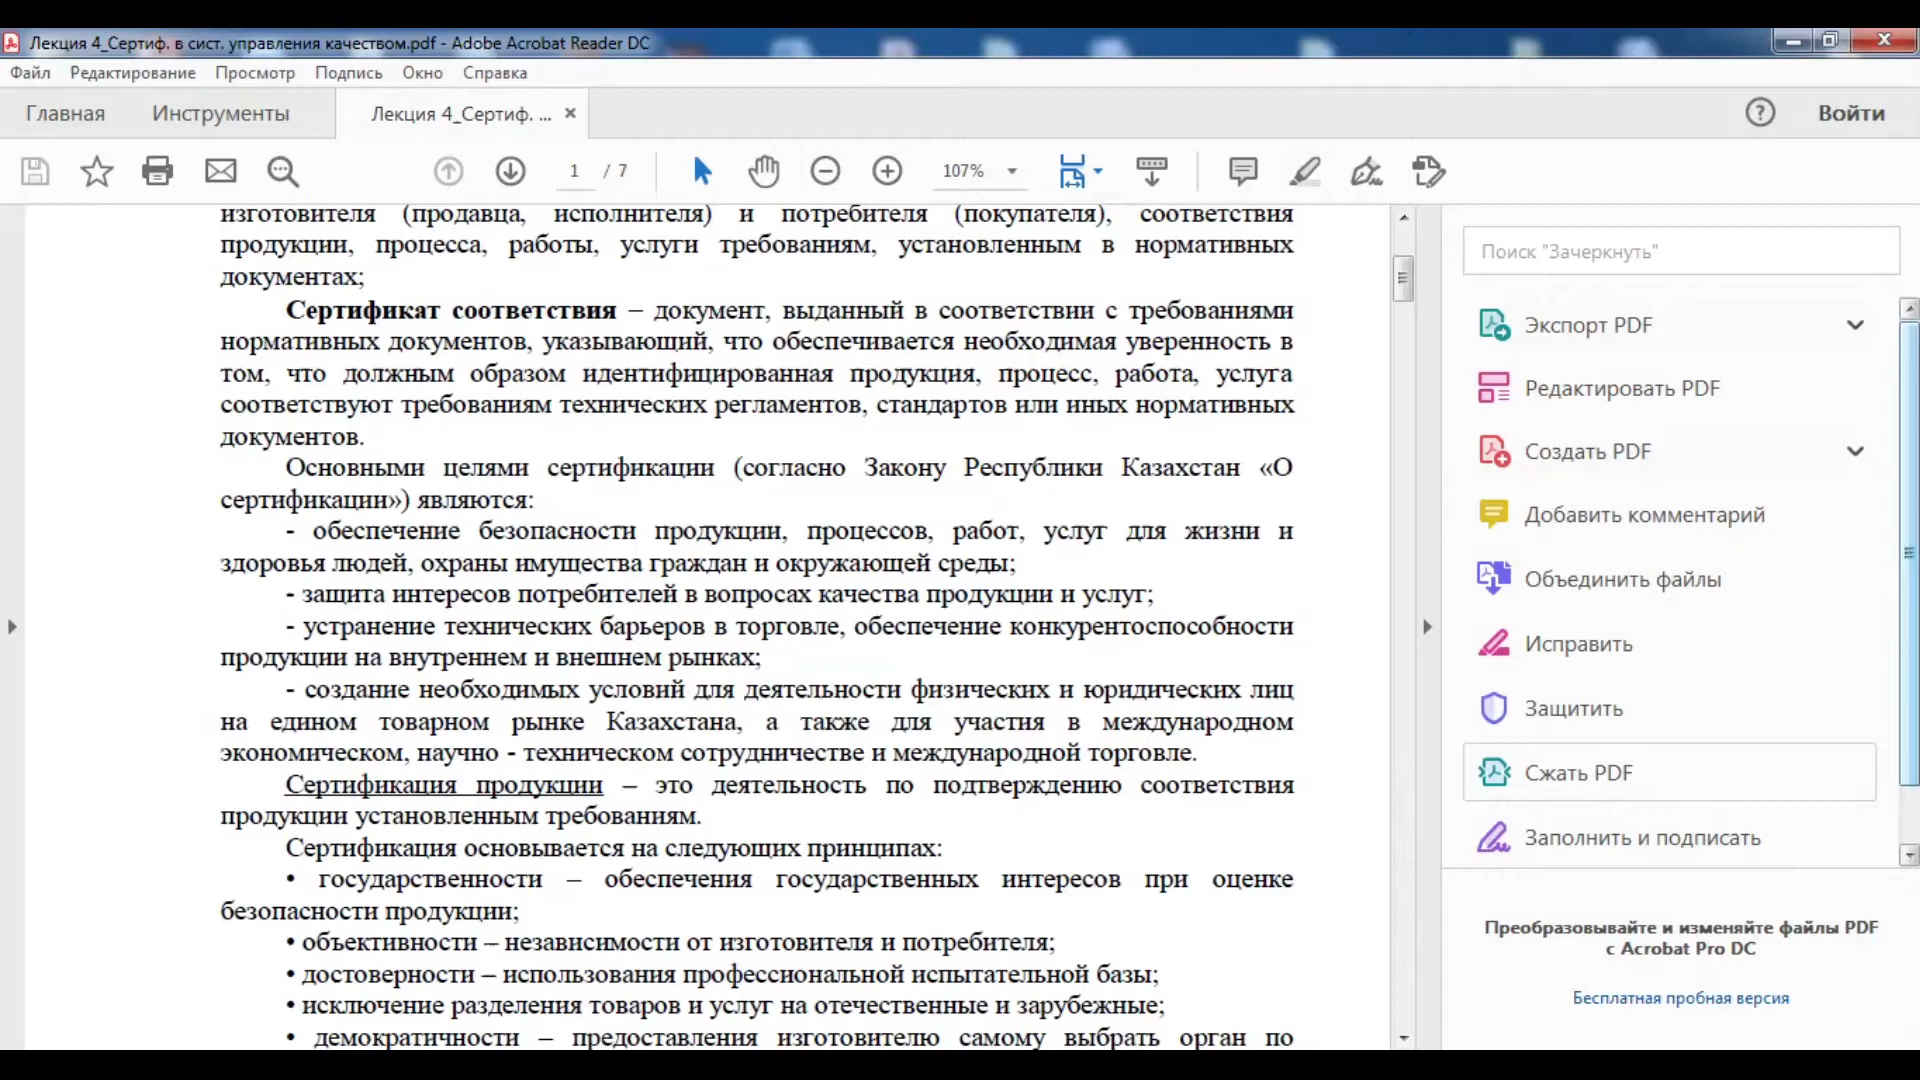 Лекция 4_Сертиф. в сист. управления качеством.pdf - Adobe Acrobat Reader DC
Файл Редактирование Просмотр Подпись Окно Справка
Главная Инструменты Лекция 4_Сертиф. ... × ? Войти
1 / 7 107%
изготовителя (продавца, исполнителя) и потребителя (покупателя), соответствия
продукции, процесса, работы, услуги требованиям, установленным в нормативных
документах;
Сертификат соответствия – документ, выданный в соответствии с требованиями
нормативных документов, указывающий, что обеспечивается необходимая уверенность в
том, что должным образом идентифицированная продукция, процесс, работа, услуга
соответствуют требованиям технических регламентов, стандартов или иных нормативных
документов.
Основными целями сертификации (согласно Закону Республики Казахстан «О
сертификации») являются:
- обеспечение безопасности продукции, процессов, работ, услуг для жизни и
здоровья людей, охраны имущества граждан и окружающей среды;
- защита интересов потребителей в вопросах качества продукции и услуг;
- устранение технических барьеров в торговле, обеспечение конкурентоспособности
продукции на внутреннем и внешнем рынках;
- создание необходимых условий для деятельности физических и юридических лиц
на едином товарном рынке Казахстана, а также для участия в международном
экономическом, научно - техническом сотрудничестве и международной торговле.
Сертификация продукции – это деятельность по подтверждению соответствия
продукции установленным требованиям.
Сертификация основывается на следующих принципах:
• государственности – обеспечения государственных интересов при оценке
безопасности продукции;
• объективности – независимости от изготовителя и потребителя;
• достоверности – использования профессиональной испытательной базы;
• исключение разделения товаров и услуг на отечественные и зарубежные;
• демократичности – предоставления изготовителю самому выбрать орган по
Поиск "Зачеркнуть"
Экспорт PDF
Редактировать PDF
Создать PDF
Добавить комментарий
Объединить файлы
Исправить
Защитить
Сжать PDF
Заполнить и подписать
Преобразовывайте и изменяйте файлы PDF
с Acrobat Pro DC
Бесплатная пробная версия